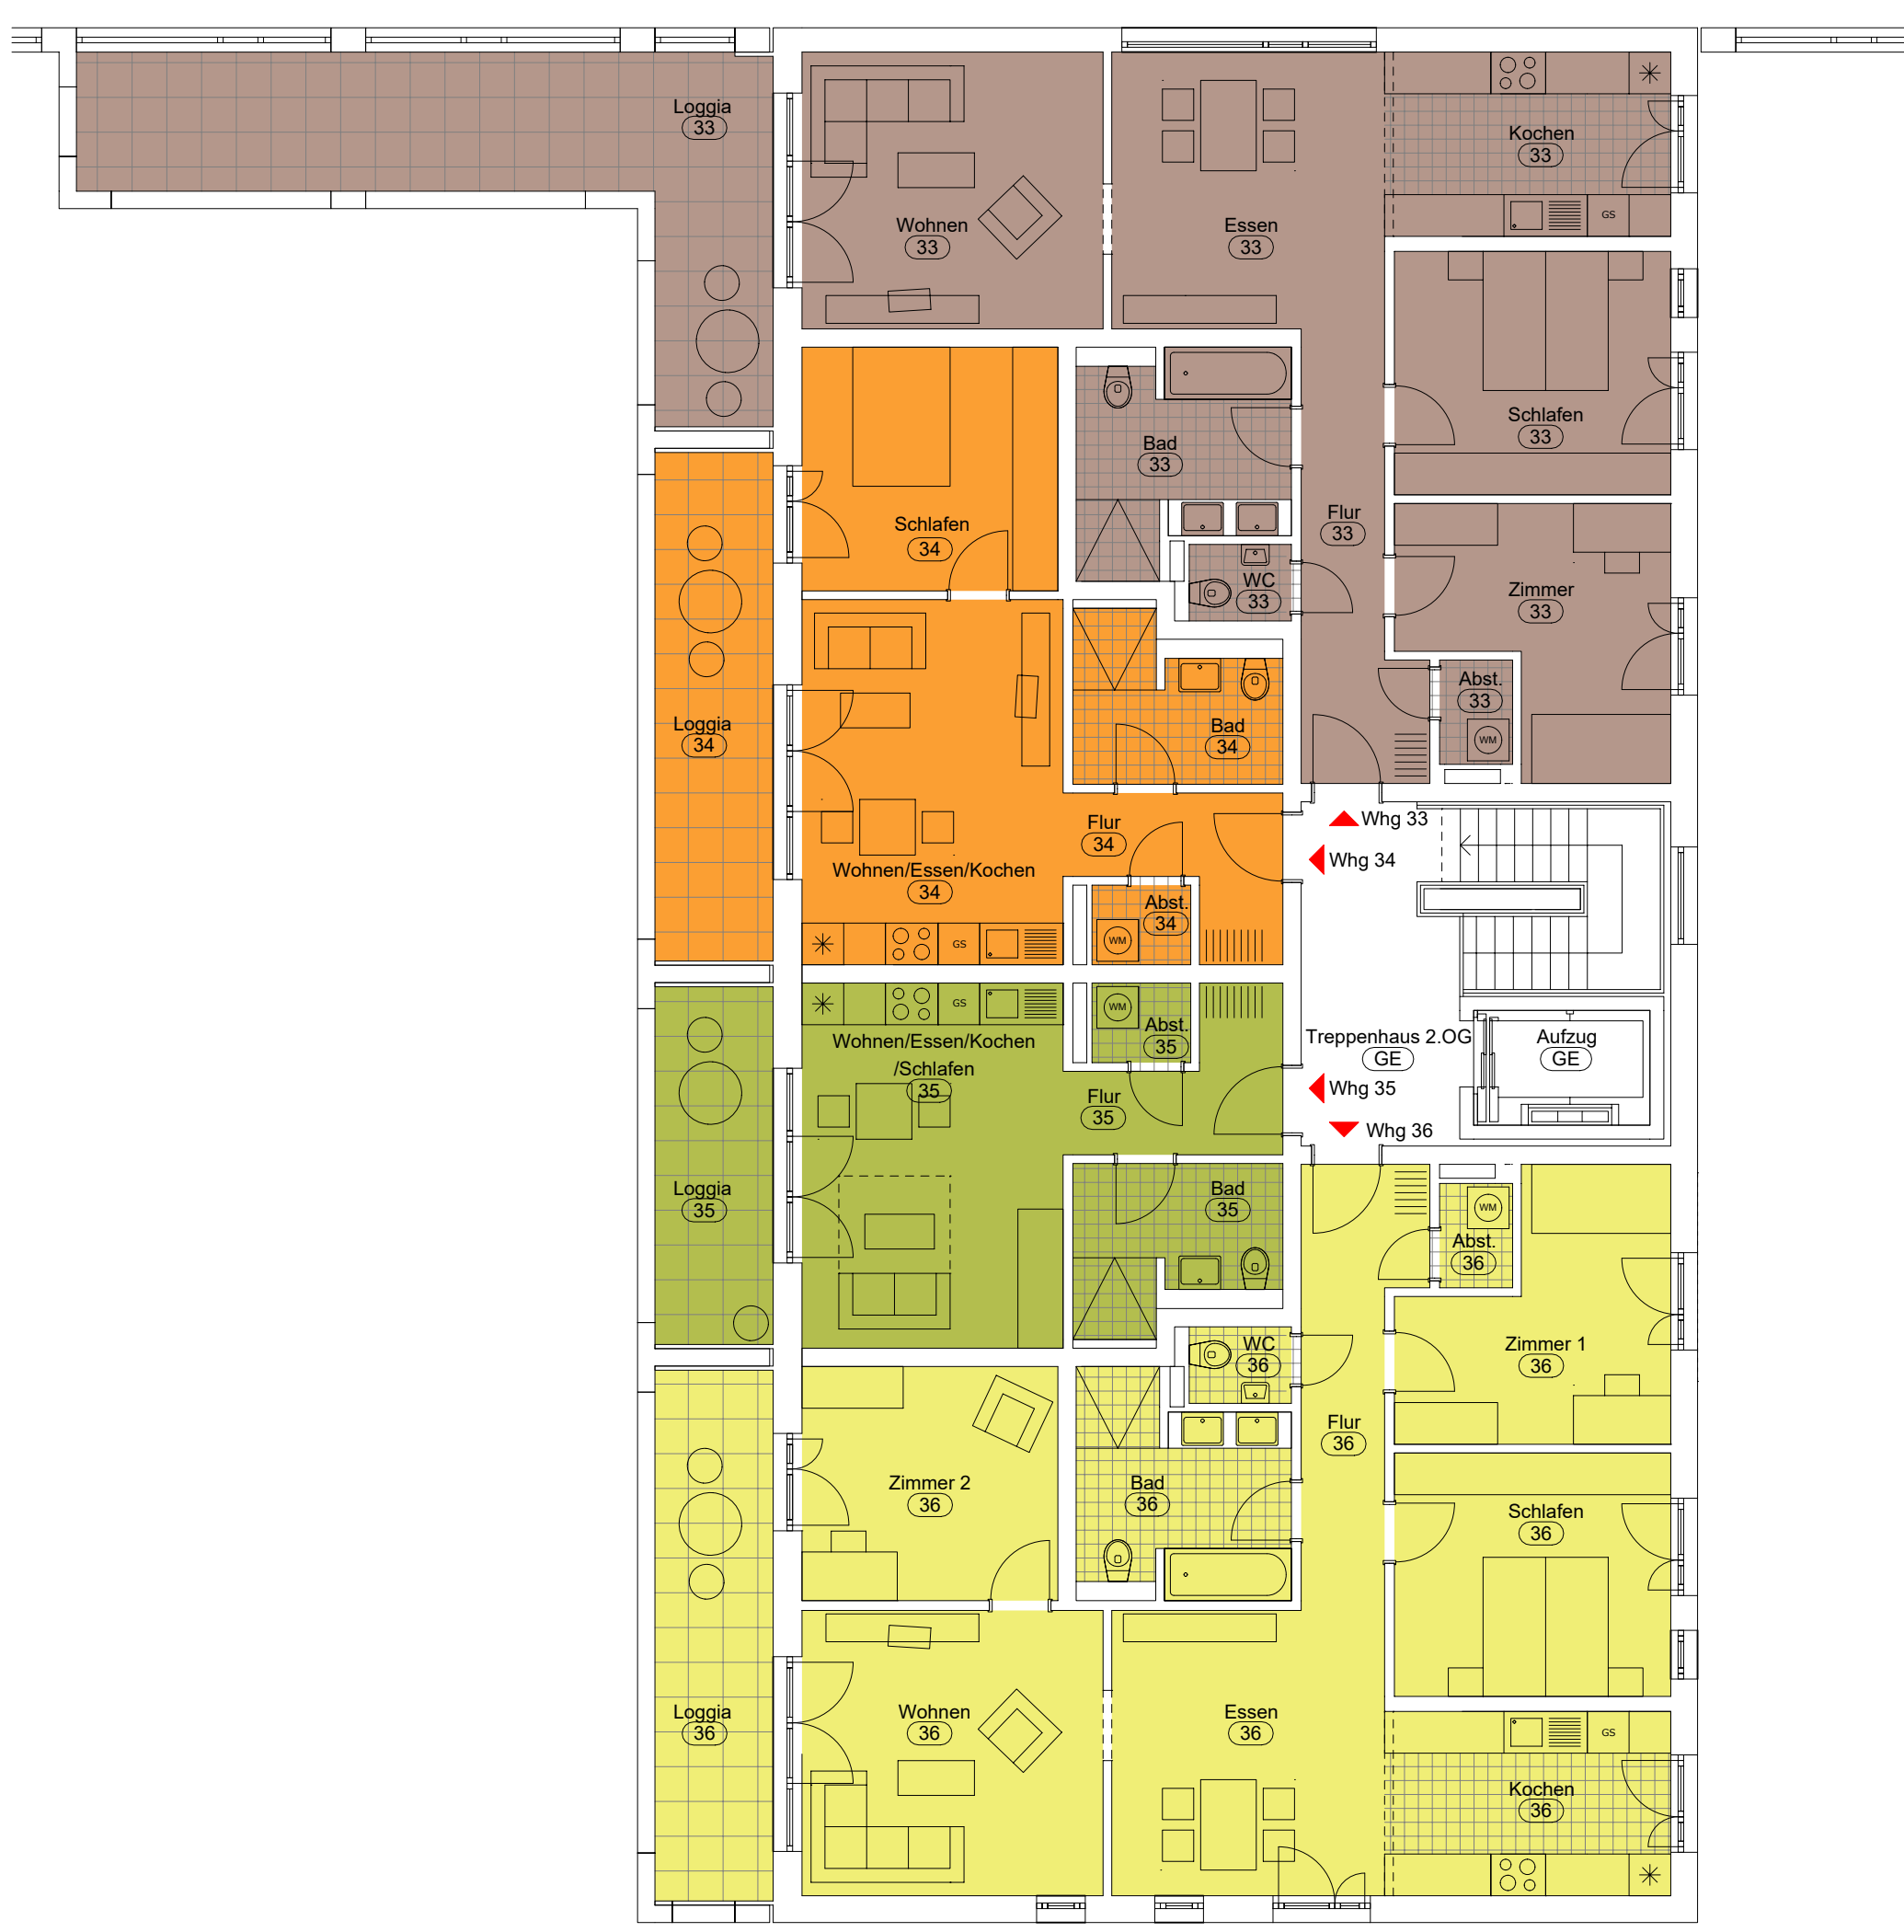 Loggia
33
Wohnen
33
Essen
33
Kochen
33
GS
Schlafen
33
Bad
33
Flur
33
WC
33
Zimmer
33
Abst.
33
WM
Schlafen
34
Loggia
34
Bad
34
Flur
34
Wohnen/Essen/Kochen
34
Abst.
34
WM
GS
Whg 33
Whg 34
GS
WM
Abst.
35
Wohnen/Essen/Kochen
/Schlafen
35
Flur
35
Loggia
35
Bad
35
Treppenhaus 2.OG
GE
Aufzug
GE
Whg 35
Whg 36
WM
Abst.
36
Zimmer 1
36
WC
36
Flur
36
Zimmer 2
36
Bad
36
Schlafen
36
Loggia
36
Wohnen
36
Essen
36
GS
Kochen
36